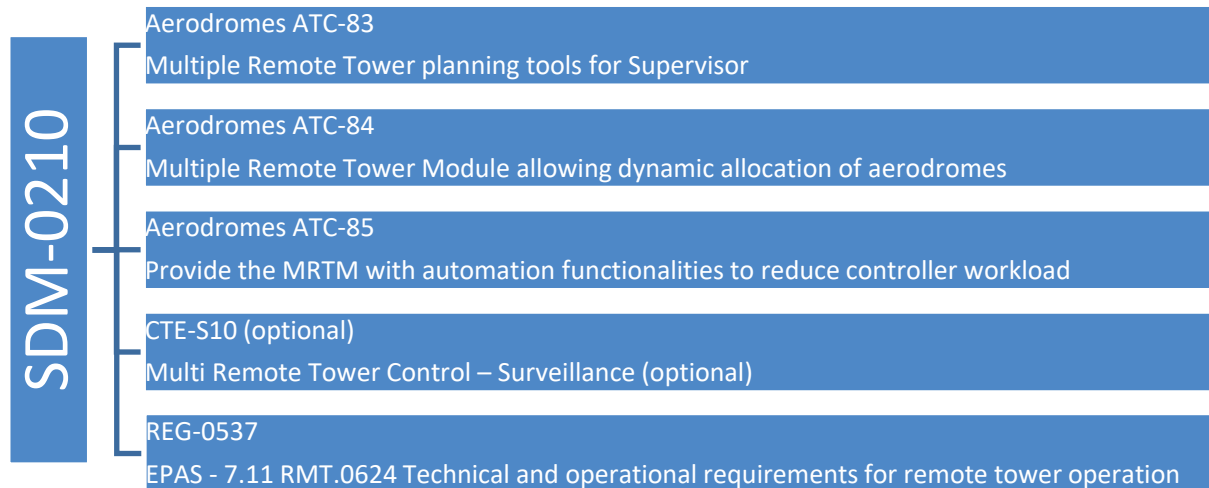 SDM-0210
Aerodromes ATC-83
Multiple Remote Tower planning tools for Supervisor
Aerodromes ATC-84
Multiple Remote Tower Module allowing dynamic allocation of aerodromes
Aerodromes ATC-85
Provide the MRTM with automation functionalities to reduce controller workload
CTE-S10 (optional)
Multi Remote Tower Control – Surveillance (optional)
REG-0537
EPAS - 7.11 RMT.0624 Technical and operational requirements for remote tower operation